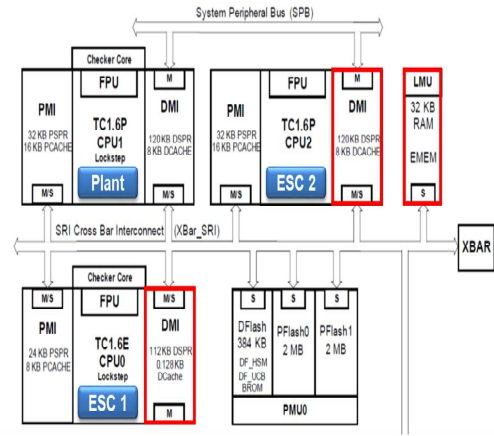 System Peripheral Bus (SPB)
Checker Core
FPU
M
PMI
DMI
TC1.6P
CPU1
Lockstep
32 KB PSPR
16 KB PCACHE
120KB DSPR
8 KB DCACHE
Plant
M/S
M/S
FPU
M
PMI
DMI
TC1.6P
CPU2
32 KB PSPR
16 KB PCACHE
120KB DSPR
8 KB DCACHE
ESC 2
M/S
M/S
LMU
32 KB
RAM
EMEM
S
SRI Cross Bar Interconnect (XBar_SRI)
XBAR
Checker Core
M/S
FPU
M/S
PMI
DMI
TC1.6E
CPU0
Lockstep
24 KB PSPR
8 KB PCACHE
112KB DSPR
0.128KB
DCache
ESC 1
M
S
S
S
DFlash
384 KB
DF_HSM
DF_UCB
BROM
PFlash0
2 MB
PFlash1
2 MB
PMU0